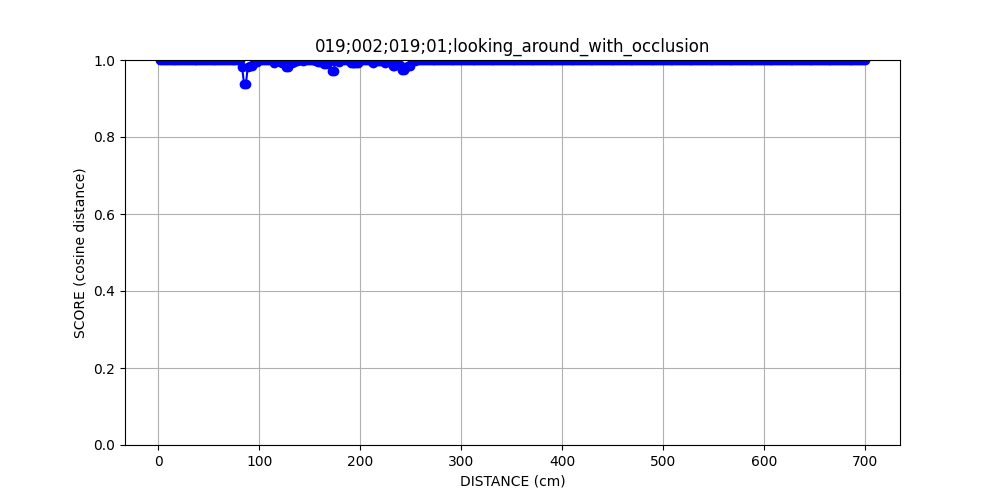 019;002;019;01;looking_around_with_occlusion
1.0
0.8
0.6
0.4
0.2
0.0
SCORE (cosine distance)
0 100 200 300 400 500 600 700
DISTANCE (cm)